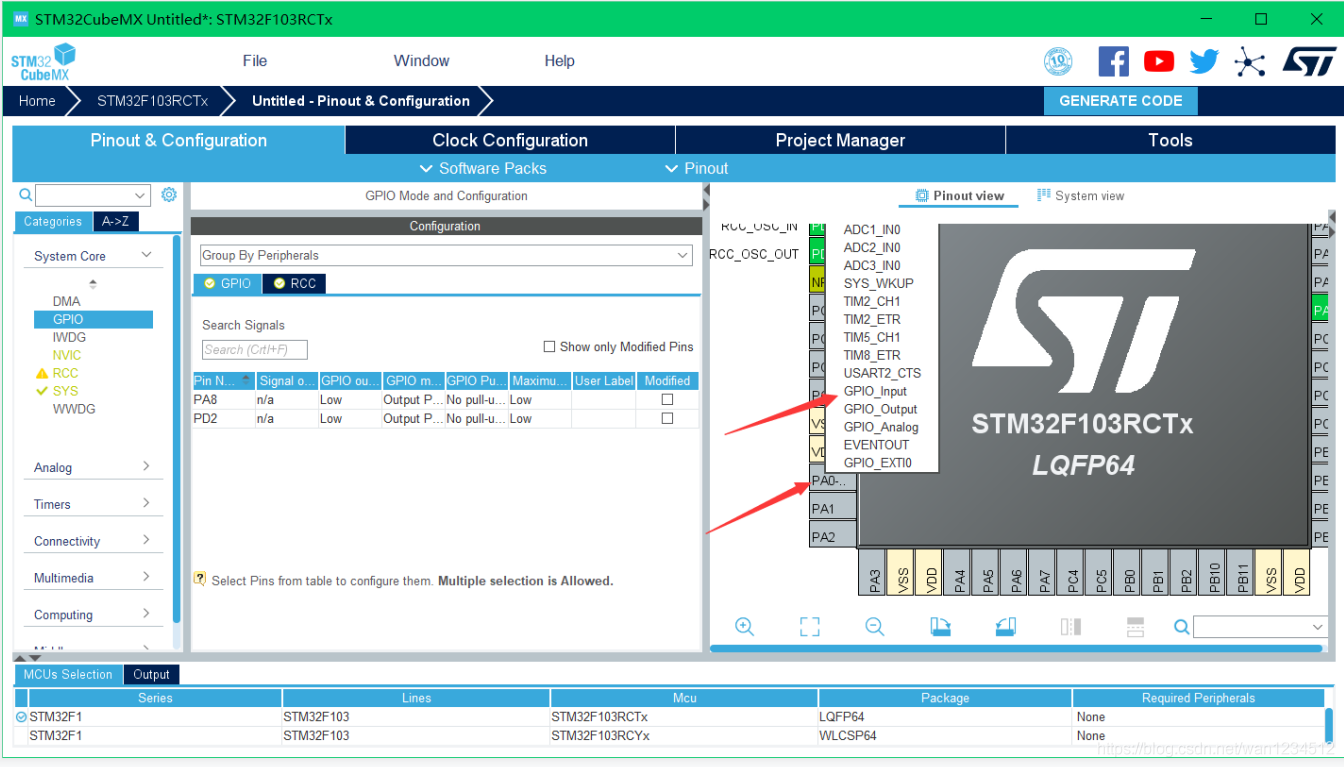 MX STM32CubeMX Untitled*: STM32F103RCTx
STM32
CubeMX
File Window Help
10
Home STM32F103RCTx Untitled - Pinout & Configuration GENERATE CODE
Pinout & Configuration Clock Configuration Project Manager Tools
Software Packs Pinout
GPIO Mode and Configuration
Pinout view System view
Categories A->Z
System Core
DMA
GPIO
IWDG
NVIC
RCC
SYS
WWDG
Analog
Timers
Connectivity
Multimedia
Computing
Configuration
Group By Peripherals
GPIO RCC
Search Signals
Search (Crtl+F)
Show only Modified Pins
Pin N... Signal o... GPIO ou... GPIO m... GPIO Pu... Maximu... User Label Modified
PA8 n/a Low Output P... No pull-u... Low
PD2 n/a Low Output P... No pull-u... Low
Select Pins from table to configure them. Multiple selection is Allowed.
RCC_OSC_IN
RCC_OSC_OUT
ADC1_IN0
ADC2_IN0
ADC3_IN0
SYS_WKUP
TIM2_CH1
TIM2_ETR
TIM5_CH1
TIM8_ETR
USART2_CTS
GPIO_Input
GPIO_Output
GPIO_Analog
EVENTOUT
GPIO_EXTI0
PA0-..
PA1
PA2
STM32F103RCTx
LQFP64
PA3 VSS VDD PA4 PA5 PA6 PA7 PC4 PC5 PB0 PB1 PB2 PB10 PB11 VSS VDD
MCUs Selection Output
Series Lines Mcu Package Required Peripherals
STM32F1 STM32F103 STM32F103RCTx LQFP64 None
STM32F1 STM32F103 STM32F103RCYx WLCSP64 None
https://blog.csdn.net/wan1234512